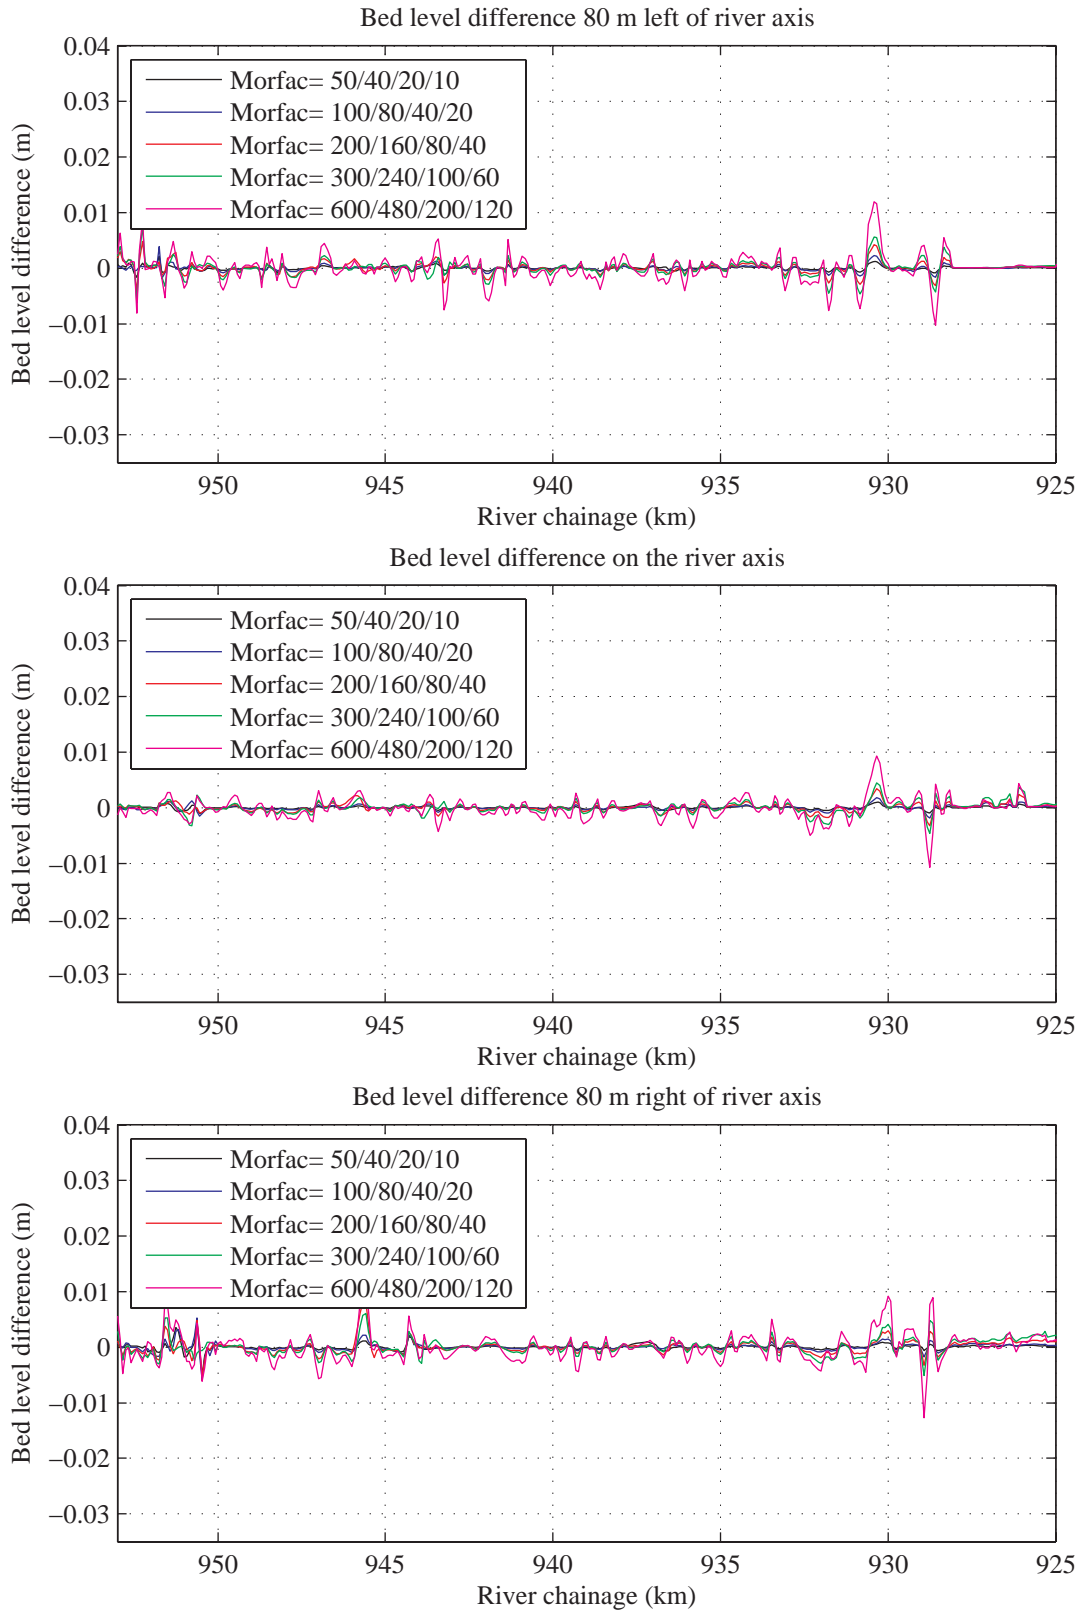 Bed level difference 80 m left of river axis
0.04
0.03
0.02
0.01
0
−0.01
−0.02
−0.03
Bed level difference (m)
Morfac= 50/40/20/10
Morfac= 100/80/40/20
Morfac= 200/160/80/40
Morfac= 300/240/100/60
Morfac= 600/480/200/120
950 945 940 935 930 925
River chainage (km)
Bed level difference on the river axis
0.04
0.03
0.02
0.01
0
−0.01
−0.02
−0.03
Bed level difference (m)
Morfac= 50/40/20/10
Morfac= 100/80/40/20
Morfac= 200/160/80/40
Morfac= 300/240/100/60
Morfac= 600/480/200/120
950 945 940 935 930 925
River chainage (km)
Bed level difference 80 m right of river axis
0.04
0.03
0.02
0.01
0
−0.01
−0.02
−0.03
Bed level difference (m)
Morfac= 50/40/20/10
Morfac= 100/80/40/20
Morfac= 200/160/80/40
Morfac= 300/240/100/60
Morfac= 600/480/200/120
950 945 940 935 930 925
River chainage (km)